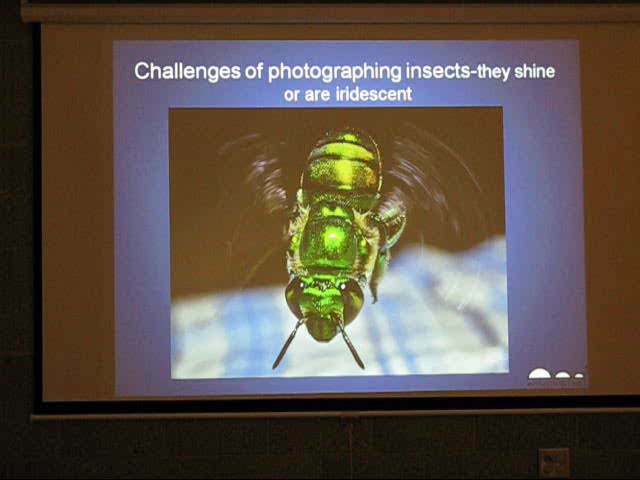 Challenges of photographing insects-they shine
or are iridescent